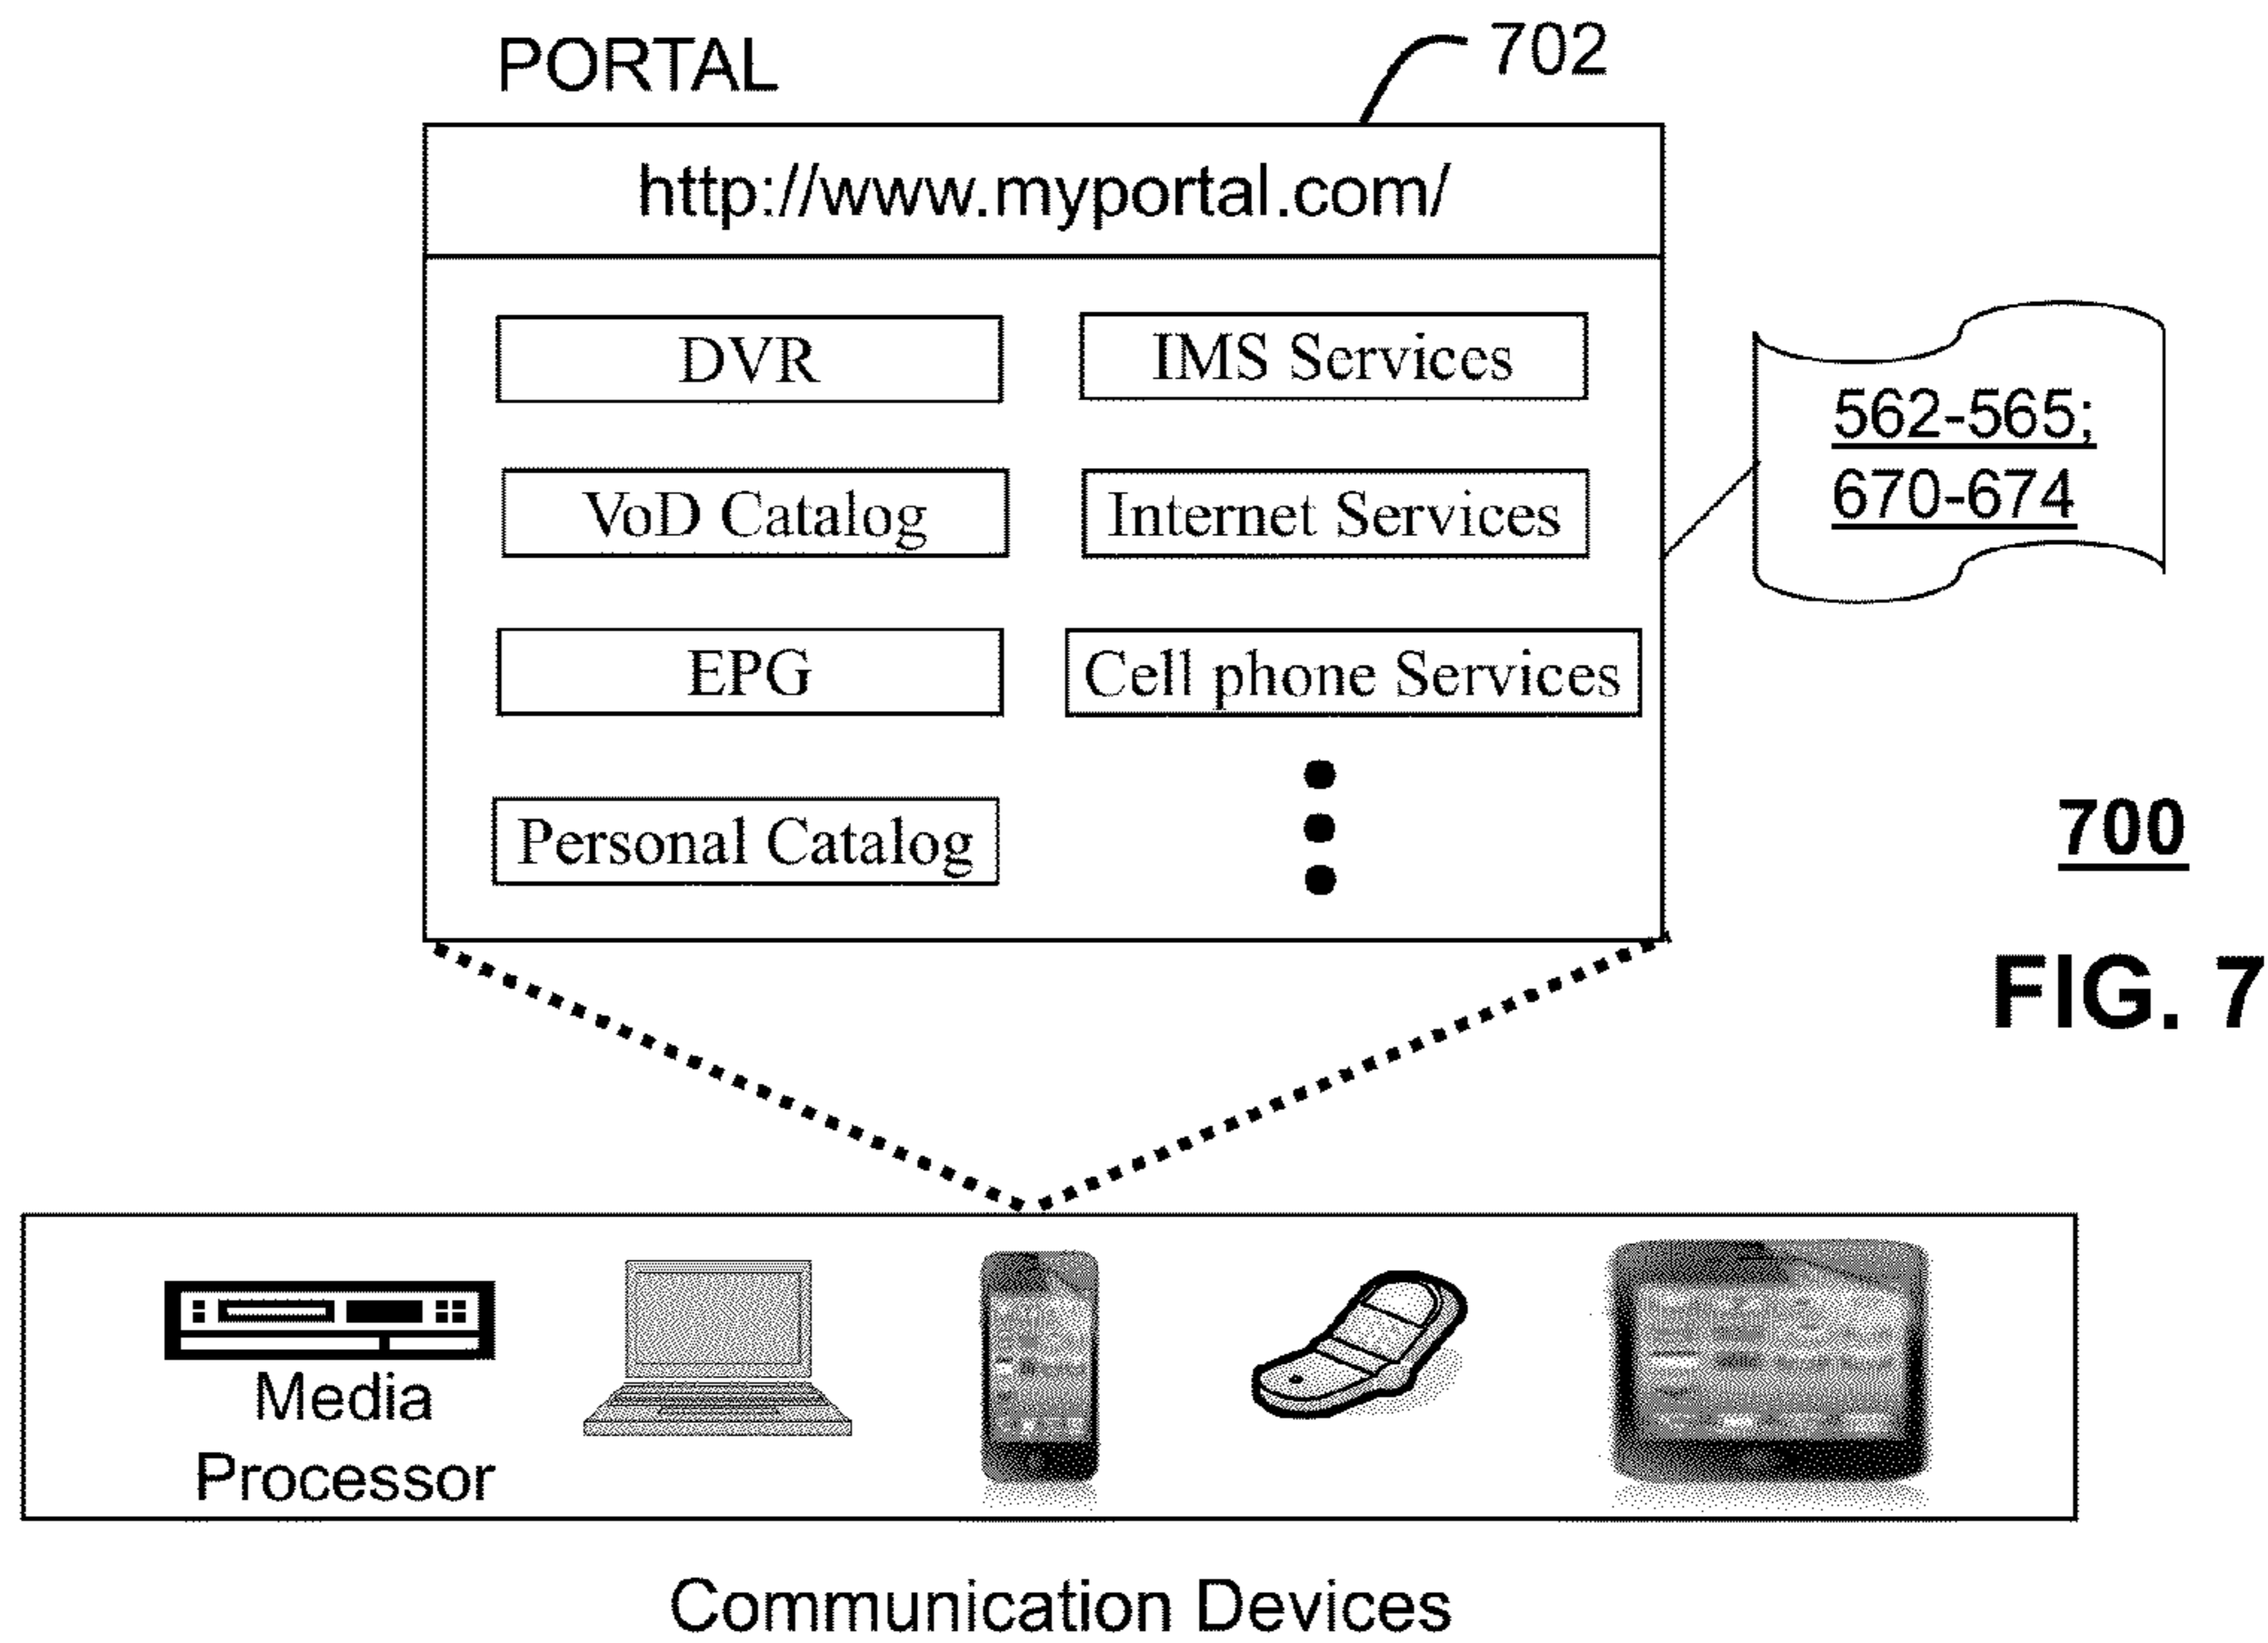 PORTAL
702
http://www.myportal.com/
DVR
IMS Services
562-565;
670-674
VoD Catalog
Internet Services
EPG
Cell phone Services
Personal Catalog
700
FIG. 7
Media
Processor
Communication Devices